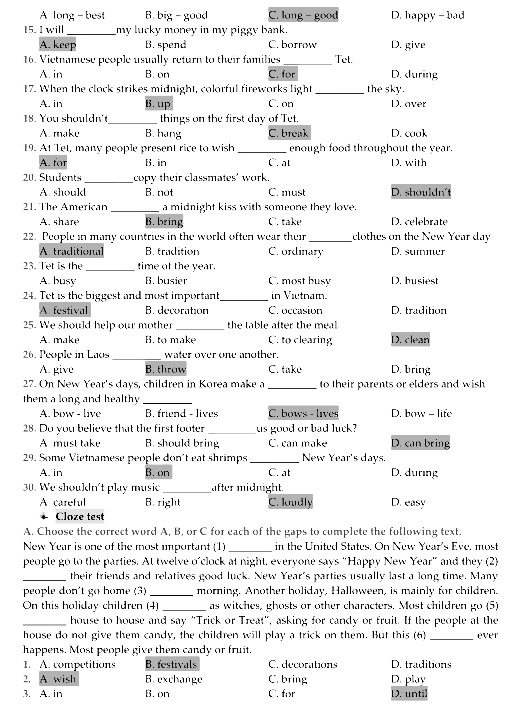 A. long – best B. big – good C. long – good D. happy – bad
15. I will ________my lucky money in my piggy bank.
A. keep B. spend C. borrow D. give
16. Vietnamese people usually return to their families ________ Tet.
A. in B. on C. for D. during
17. When the clock strikes midnight, colorful fireworks light ________ the sky.
A. in B. up C. on D. over
18. You shouldn't________ things on the first day of Tet.
A. make B. hang C. break D. cook
19. At Tet, many people present rice to wish ________ enough food throughout the year.
A. for B. in C. at D. with
20. Students ________copy their classmates' work.
A. should B. not C. must D. shouldn't
21. The American ________ a midnight kiss with someone they love.
A. share B. bring C. take D. celebrate
22. People in many countries in the world often wear their _______clothes on the New Year day
A. traditional B. tradition C. ordinary D. summer
23. Tet is the ________ time of the year.
A. busy B. busier C. most busy D. busiest
24. Tet is the biggest and most important________ in Vietnam.
A. festival B. decoration C. occasion D. tradition
25. We should help our mother ________ the table after the meal.
A. make B. to make C. to clearing D. clean
26. People in Laos ________ water over one another.
A. give B. throw C. take D. bring
27. On New Year's days, children in Korea make a ________ to their parents or elders and wish
them a long and healthy ________
A. bow - live B. friend - lives C. bows - lives D. bow – life
28. Do you believe that the first footer ________us good or bad luck?
A. must take B. should bring C. can make D. can bring
29. Some Vietnamese people don't eat shrimps ________ New Year's days.
A. in B. on C. at D. during
30. We shouldn't play music ________after midnight.
A. careful B. right C. loudly D. easy
Cloze test
A. Choose the correct word A, B, or C for each of the gaps to complete the following text.
New Year is one of the most important (1) _______ in the United States. On New Year's Eve, most
people go to the parties. At twelve o'clock at night, everyone says "Happy New Year" and they (2)
_______ their friends and relatives good luck. New Year's parties usually last a long time. Many
people don't go home (3) _______ morning. Another holiday, Halloween, is mainly for children.
On this holiday children (4) _______ as witches, ghosts or other characters. Most children go (5)
_______ house to house and say "Trick or Treat", asking for candy or fruit. If the people at the
house do not give them candy, the children will play a trick on them. But this (6) _______ ever
happens. Most people give them candy or fruit.
1. A. competitions B. festivals C. decorations D. traditions
2. A. wish B. exchange C. bring D. play
3. A. in B. on C. for D. until